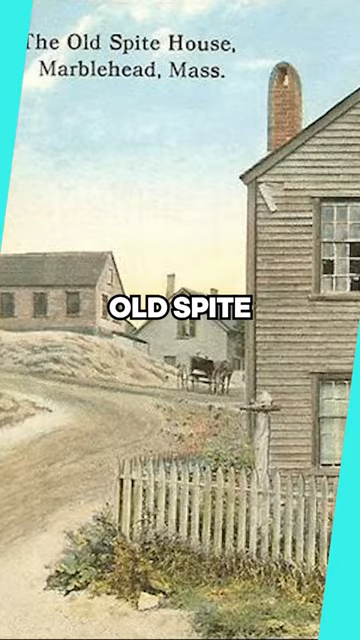 The Old Spite House,
Marblehead, Mass.
OLD SPITE